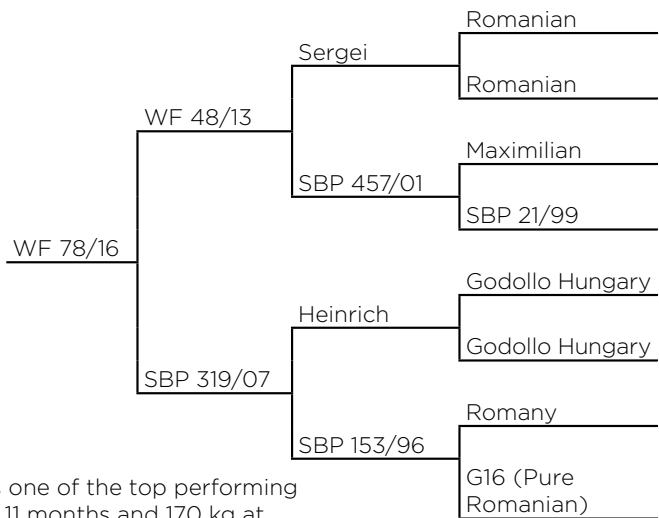 Romanian
Sergei
Romanian
WF 48/13
Maximilian
SBP 457/01
SBP 21/99
WF 78/16
Godollo Hungary
Heinrich
Godollo Hungary
SBP 319/07
Romany
SBP 153/96
G16 (Pure
Romanian)
one of the top performing
11 months and 170 kg at